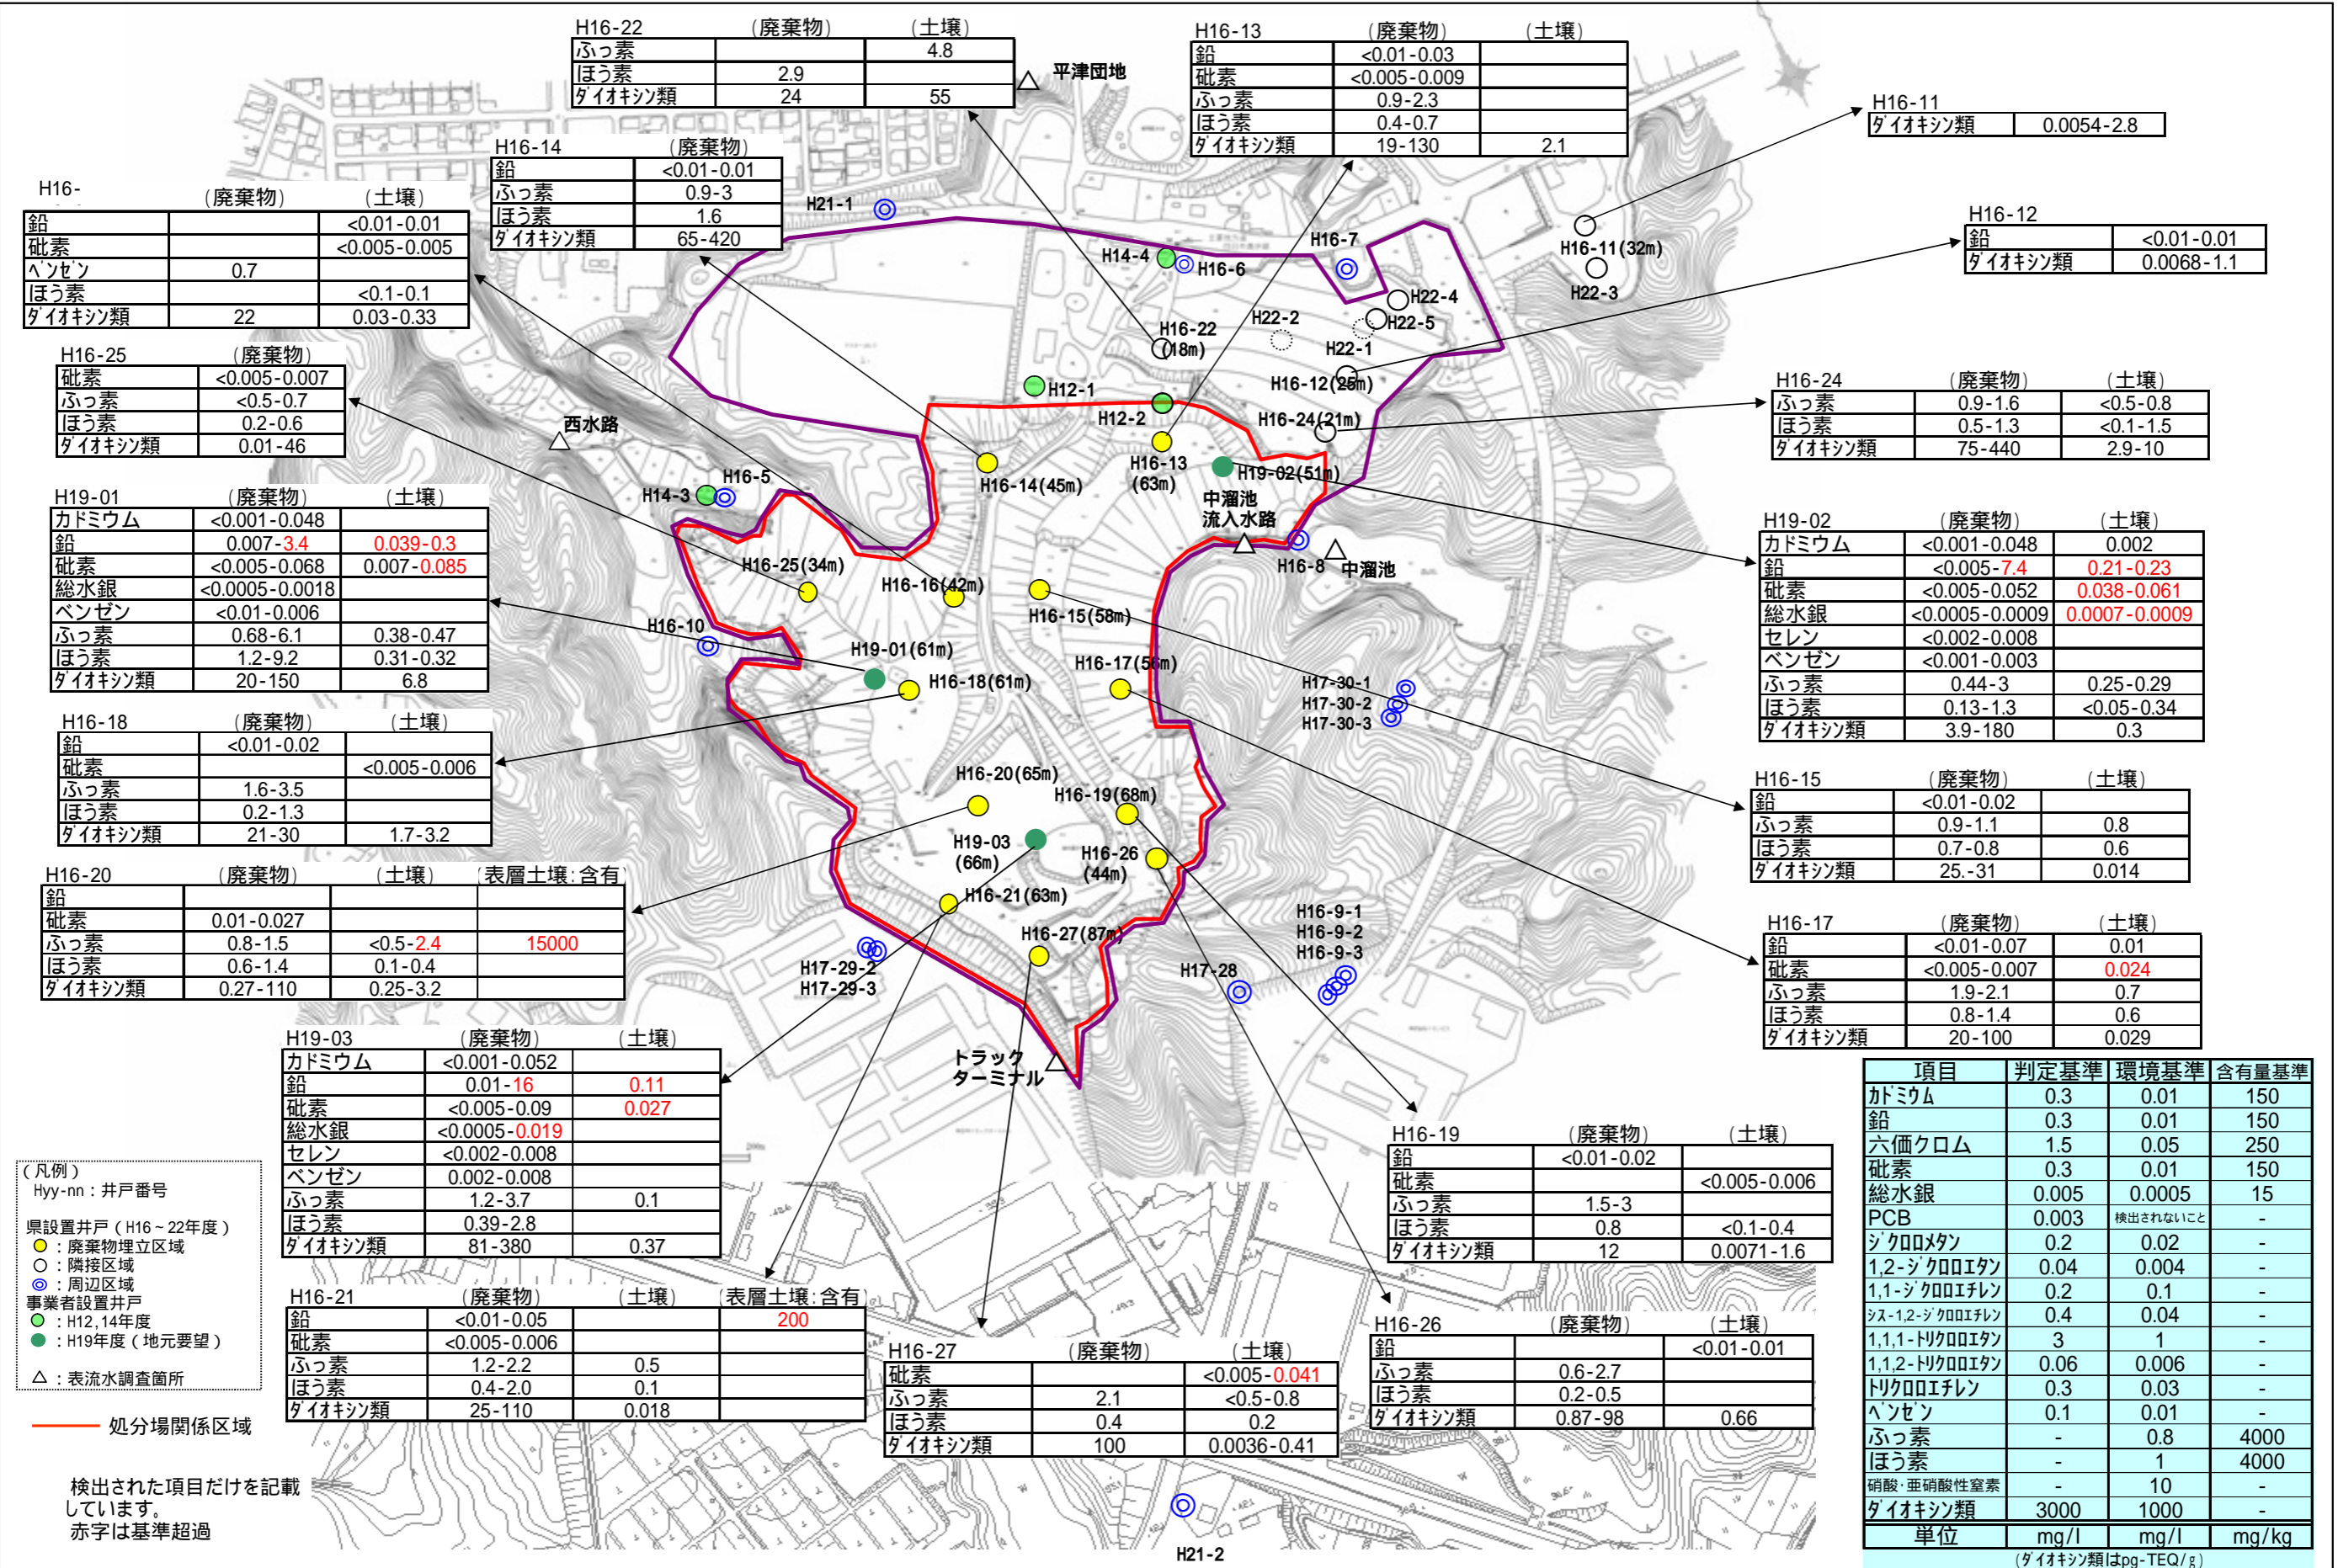 H16-22 (廃棄物) (土壌)
ふっ素 4.8
ほう素 2.9
ダイオキシン類 24 55
平津団地
H16-13 (廃棄物) (土壌)
鉛 <0.01-0.03
砒素 <0.005-0.009
ふっ素 0.9-2.3
ほう素 0.4-0.7
ダイオキシン類 19-130 2.1
H16-11
ダイオキシン類 0.0054-2.8
H16-14 (廃棄物)
鉛 <0.01-0.01
ふっ素 0.9-3
ほう素 1.6
ダイオキシン類 65-420
H16-
(廃棄物) (土壌)
鉛 <0.01-0.01
砒素 <0.005-0.005
ベンゼン 0.7
ほう素 <0.1-0.1
ダイオキシン類 22 0.03-0.33
H16-12
鉛 <0.01-0.01
ダイオキシン類 0.0068-1.1
H16-25 (廃棄物)
砒素 <0.005-0.007
ふっ素 <0.5-0.7
ほう素 0.2-0.6
ダイオキシン類 0.01-46
H16-24 (廃棄物) (土壌)
ふっ素 0.9-1.6 <0.5-0.8
ほう素 0.5-1.3 <0.1-1.5
ダイオキシン類 75-440 2.9-10
H19-01 (廃棄物) (土壌)
カドミウム <0.001-0.048
鉛 0.007-3.4 0.039-0.3
砒素 <0.005-0.068 0.007-0.085
総水銀 <0.0005-0.0018
ベンゼン <0.01-0.006
ふっ素 0.68-6.1 0.38-0.47
ほう素 1.2-9.2 0.31-0.32
ダイオキシン類 20-150 6.8
H19-02 (廃棄物) (土壌)
カドミウム <0.001-0.048 0.002
鉛 <0.005-7.4 0.21-0.23
砒素 <0.005-0.052 0.038-0.061
総水銀 <0.0005-0.0009 0.0007-0.0009
セレン <0.002-0.008
ベンゼン <0.001-0.003
ふっ素 0.44-3 0.25-0.29
ほう素 0.13-1.3 <0.05-0.34
ダイオキシン類 3.9-180 0.3
H16-18 (廃棄物) (土壌)
鉛 <0.01-0.02
砒素 <0.005-0.006
ふっ素 1.6-3.5
ほう素 0.2-1.3
ダイオキシン類 21-30 1.7-3.2
H16-15 (廃棄物) (土壌)
鉛 <0.01-0.02
ふっ素 0.9-1.1 0.8
ほう素 0.7-0.8 0.6
ダイオキシン類 25.-31 0.014
H16-20 (廃棄物) (土壌) (表層土壌:含有)
鉛
砒素 0.01-0.027
ふっ素 0.8-1.5 <0.5-2.4 15000
ほう素 0.6-1.4 0.1-0.4
ダイオキシン類 0.27-110 0.25-3.2
H16-17 (廃棄物) (土壌)
鉛 <0.01-0.07 0.01
砒素 <0.005-0.007 0.024
ふっ素 1.9-2.1 0.7
ほう素 0.8-1.4 0.6
ダイオキシン類 20-100 0.029
H19-03 (廃棄物) (土壌)
カドミウム <0.001-0.052
鉛 0.01-16 0.11
砒素 <0.005-0.09 0.027
総水銀 <0.0005-0.019
セレン <0.002-0.008
ベンゼン 0.002-0.008
ふっ素 1.2-3.7 0.1
ほう素 0.39-2.8
ダイオキシン類 81-380 0.37
H16-19 (廃棄物) (土壌)
鉛 <0.01-0.02
砒素 <0.005-0.006
ふっ素 1.5-3
ほう素 0.8 <0.1-0.4
ダイオキシン類 12 0.0071-1.6
H16-21 (廃棄物) (土壌) (表層土壌:含有)
鉛 <0.01-0.05 200
砒素 <0.005-0.006
ふっ素 1.2-2.2 0.5
ほう素 0.4-2.0 0.1
ダイオキシン類 25-110 0.018
H16-27 (廃棄物) (土壌)
砒素 <0.005-0.041
ふっ素 2.1 <0.5-0.8
ほう素 0.4 0.2
ダイオキシン類 100 0.0036-0.41
H16-26 (廃棄物) (土壌)
鉛 <0.01-0.01
ふっ素 0.6-2.7
ほう素 0.2-0.5
ダイオキシン類 0.87-98 0.66
H21-1
H14-4
H16-6
H16-7
H16-11(32m)
H22-3
H22-4
H22-5
H22-2
H22-1
H16-22
(18m)
H16-12(25m)
H12-1
H12-2
H16-24(21m)
西水路
H14-3
H16-5
H16-14(45m)
H16-13
(63m)
H19-02(51m)
中溜池
流入水路
H16-8
中溜池
H16-25(34m)
H16-16(42m)
H16-15(58m)
H16-10
H19-01(61m)
H16-18(61m)
H16-17(56m)
H17-30-1
H17-30-2
H17-30-3
H16-20(65m)
H16-19(68m)
H19-03
(66m)
H16-26
(44m)
H16-21(63m)
H16-27(87m)
H17-29-2
H17-29-3
H16-9-1
H16-9-2
H16-9-3
H17-28
トラック
ターミナル
200m
H21-2
(凡例)
Hyy-nn:井戸番号
県設置井戸(H16~22年度)
:廃棄物埋立区域
:隣接区域
:周辺区域
事業者設置井戸
:H12,14年度
:H19年度(地元要望)
△:表流水調査箇所
処分場関係区域
検出された項目だけを記載
しています。
赤字は基準超過
項目 判定基準 環境基準 含有量基準
カドミウム 0.3 0.01 150
鉛 0.3 0.01 150
六価クロム 1.5 0.05 250
砒素 0.3 0.01 150
総水銀 0.005 0.0005 15
PCB 0.003 検出されないこと -
ジクロロメタン 0.2 0.02 -
1,2-ジクロロエタン 0.04 0.004 -
1,1-ジクロロエチレン 0.2 0.1 -
シス-1,2-ジクロロエチレン 0.4 0.04 -
1,1,1-トリクロロエタン 3 1 -
1,1,2-トリクロロエタン 0.06 0.006 -
トリクロロエチレン 0.3 0.03 -
ベンゼン 0.1 0.01 -
ふっ素 - 0.8 4000
ほう素 - 1 4000
硝酸・亜硝酸性窒素 - 10 -
ダイオキシン類 3000 1000 -
単位 mg/l mg/l mg/kg
(ダイオキシン類はpg-TEQ/g)